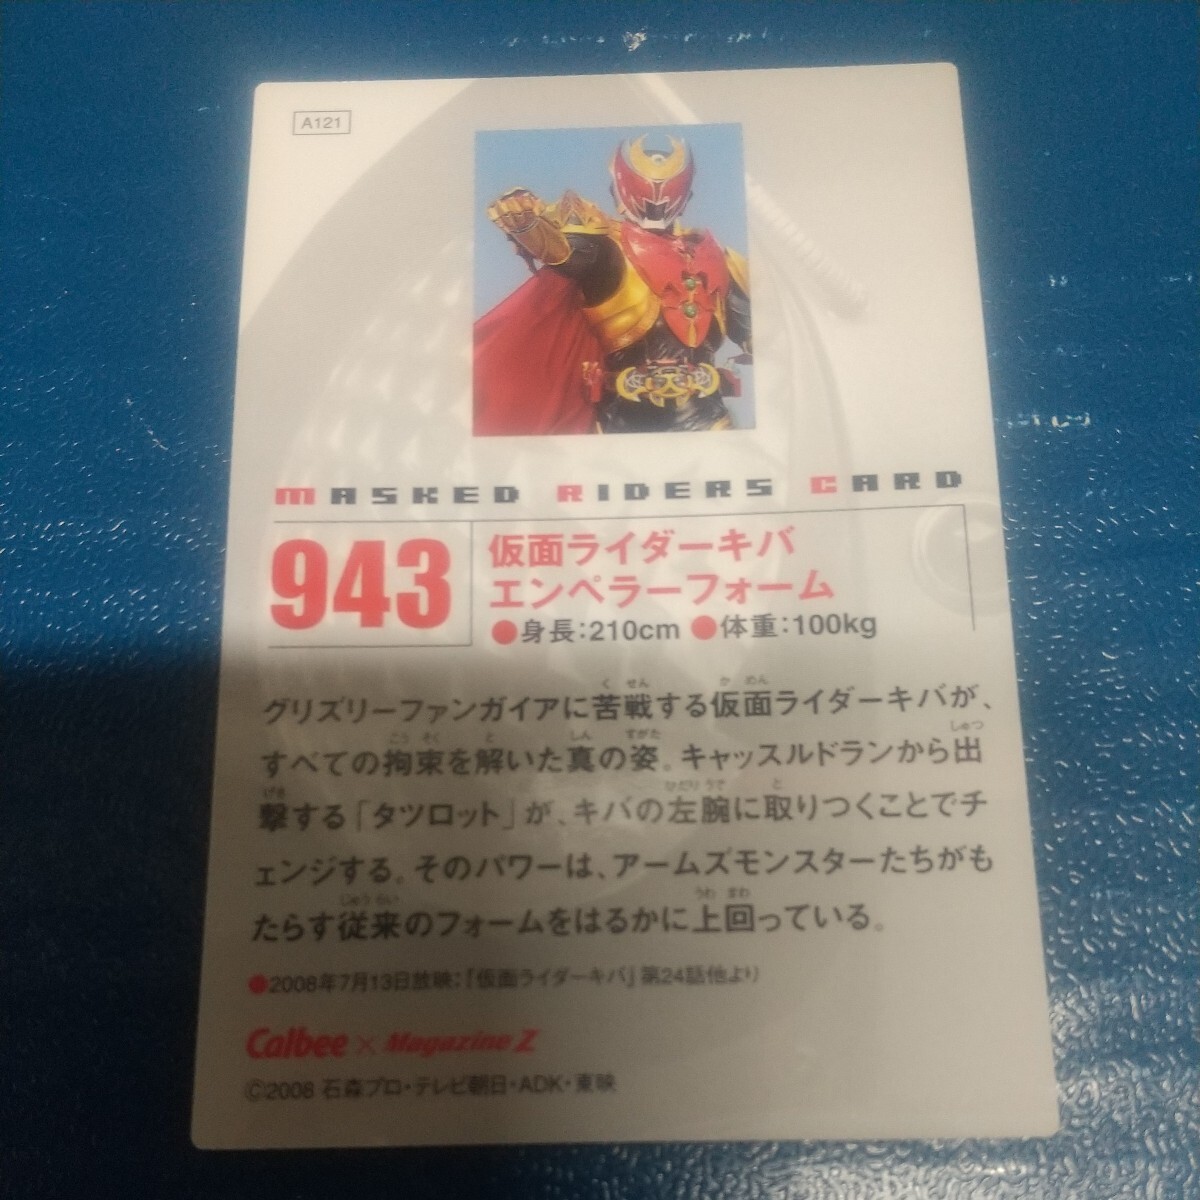 A121
MASKED RIDERS CARD
943
仮面ライダーキバ
エンペラーフォーム
●身長:210cm ●体重:100kg
グリズリーファンガイアに苦戦する仮面ライダーキバが、
すべての拘束を解いた真の姿。キャッスルドランから出
撃する「タツロット」が、キバの左腕に取りつくことでチ
ェンジする。そのパワーは、アームズモンスターたちがも
たらす従来のフォームをはるかに上回っている。
●2008年7月13日放映;『仮面ライダーキバ』第24話他より
Calbee × Magazine Z
©2008 石森プロ・テレビ朝日・ADK・東映